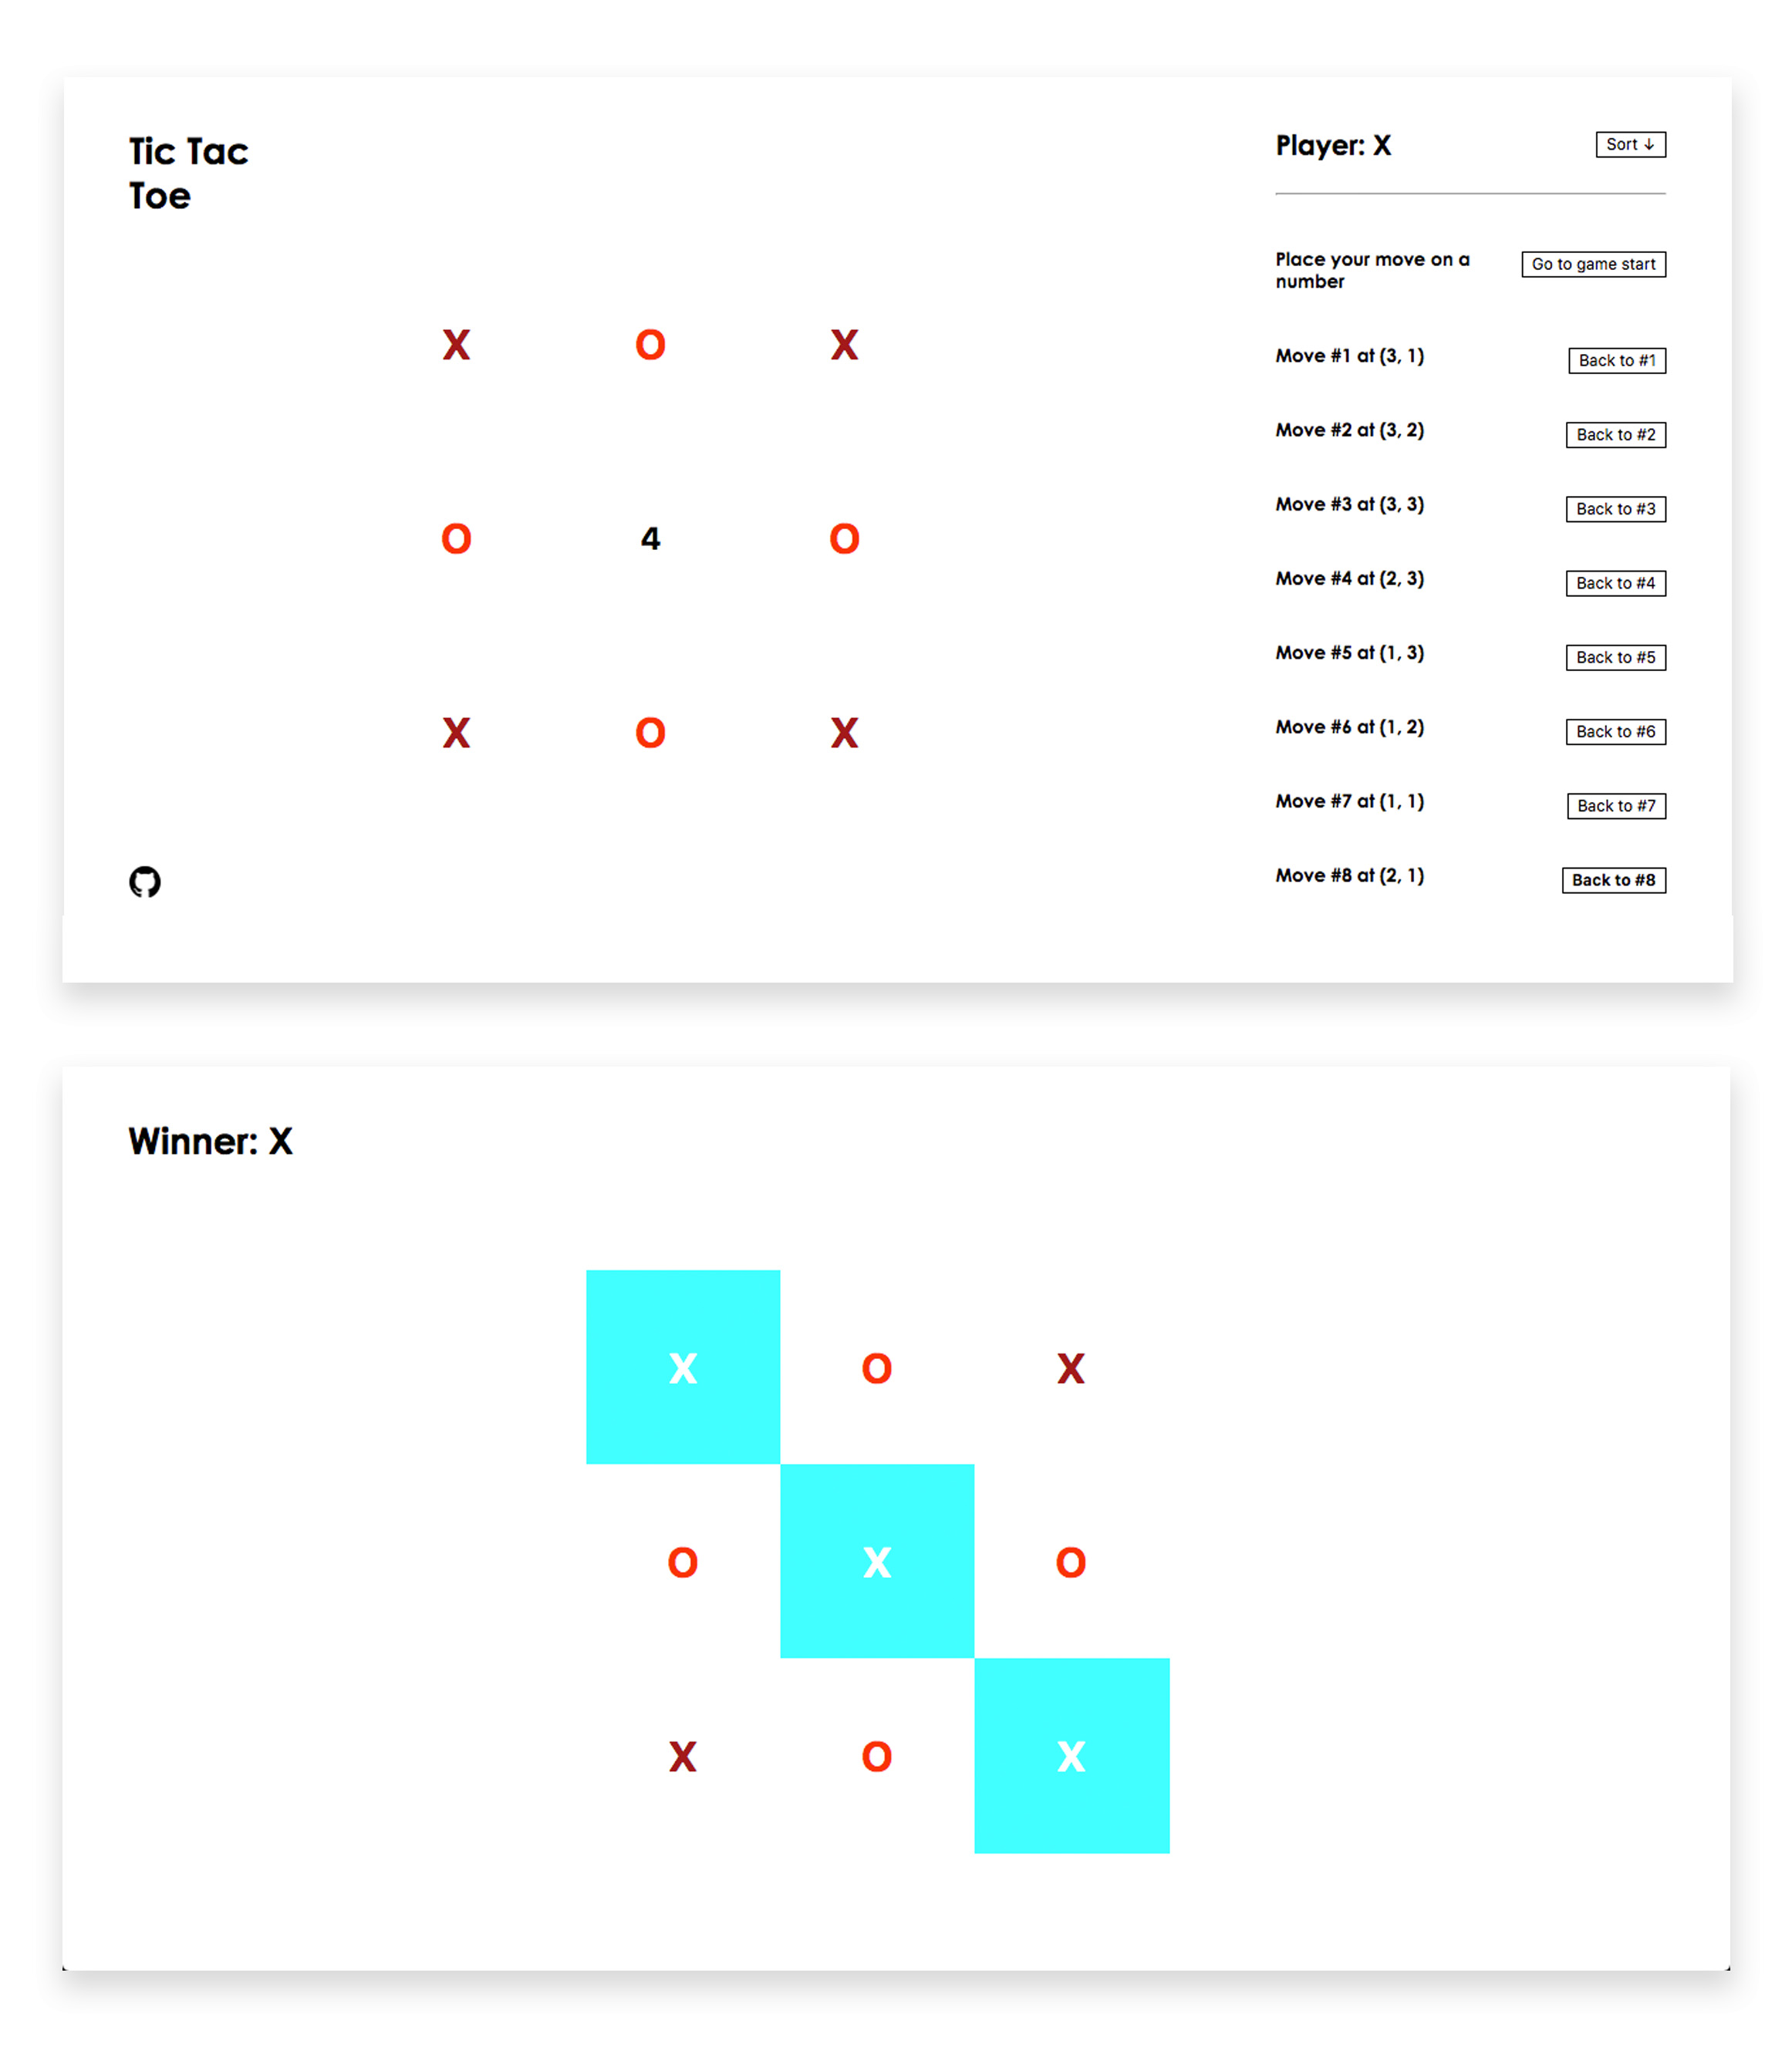 Tic Tac
Toe
X O X
O 4 O
X O X
Player: X
Sort ↓
Place your move on a
number
Go to game start
Move #1 at (3, 1)
Back to #1
Move #2 at (3, 2)
Back to #2
Move #3 at (3, 3)
Back to #3
Move #4 at (2, 3)
Back to #4
Move #5 at (1, 3)
Back to #5
Move #6 at (1, 2)
Back to #6
Move #7 at (1, 1)
Back to #7
Move #8 at (2, 1)
Back to #8
Winner: X
X O X
O X O
X O X